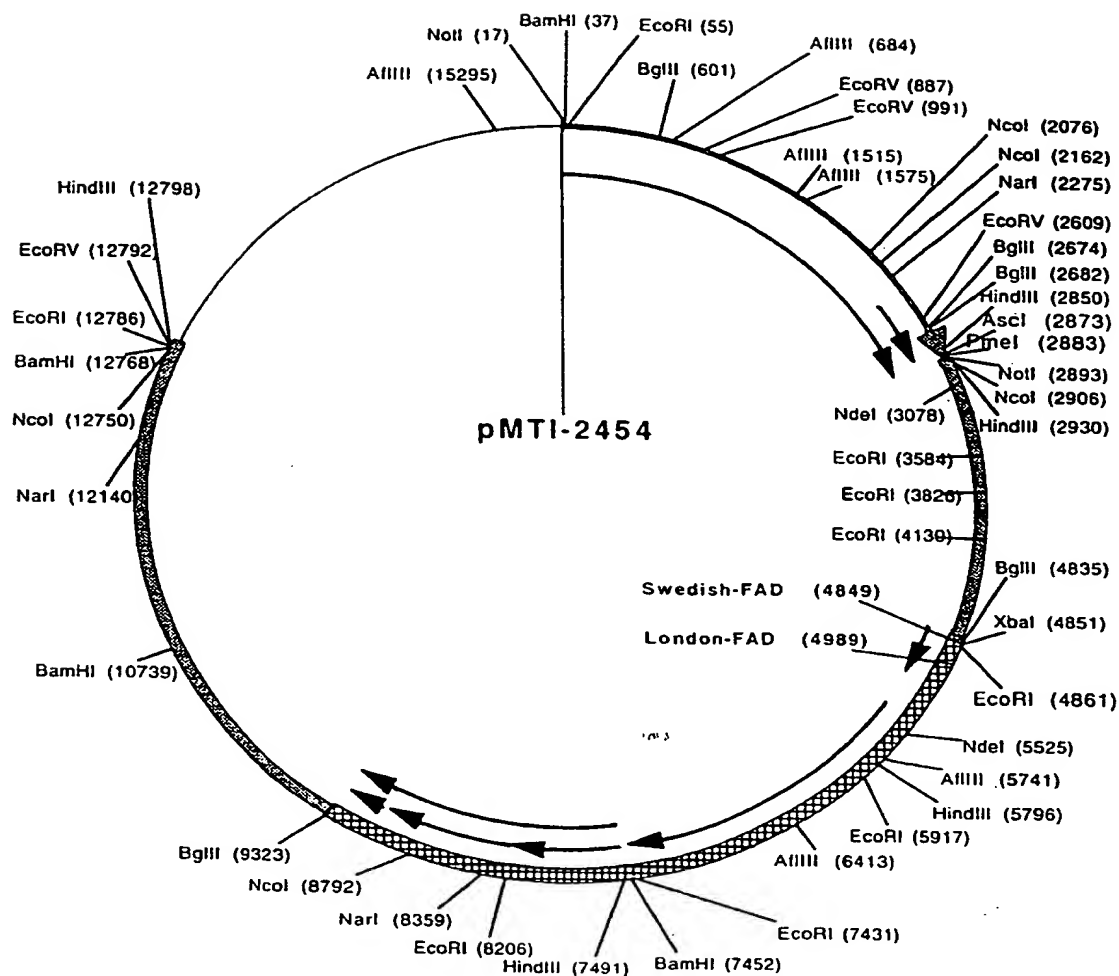 BamHI (37)
EcoRI (55)
NotI (17)
AflIII (684)
AflIII (15295)
BglII (601)
EcoRV (887)
EcoRV (991)
NcoI (2076)
AflIII (1515)
NcoI (2162)
AflIII (1575)
NarI (2275)
HindIII (12798)
EcoRV (2609)
EcoRV (12792)
BglII (2674)
BglII (2682)
HindIII (2850)
EcoRI (12786)
AscI (2873)
PmeI (2883)
BamHI (12768)
NotI (2893)
NcoI (2906)
NcoI (12750)
NdeI (3078)
HindIII (2930)
pMTI-2454
EcoRI (3584)
NarI (12140)
EcoRI (3826)
EcoRI (4139)
BglII (4835)
Swedish-FAD (4849)
XbaI (4851)
London-FAD (4989)
BamHI (10739)
EcoRI (4861)
NdeI (5525)
AflIII (5741)
HindIII (5796)
EcoRI (5917)
BglII (9323)
AflIII (6413)
NcoI (8792)
NarI (8359)
EcoRI (8206)
EcoRI (7431)
HindIII (7491)
BamHI (7452)